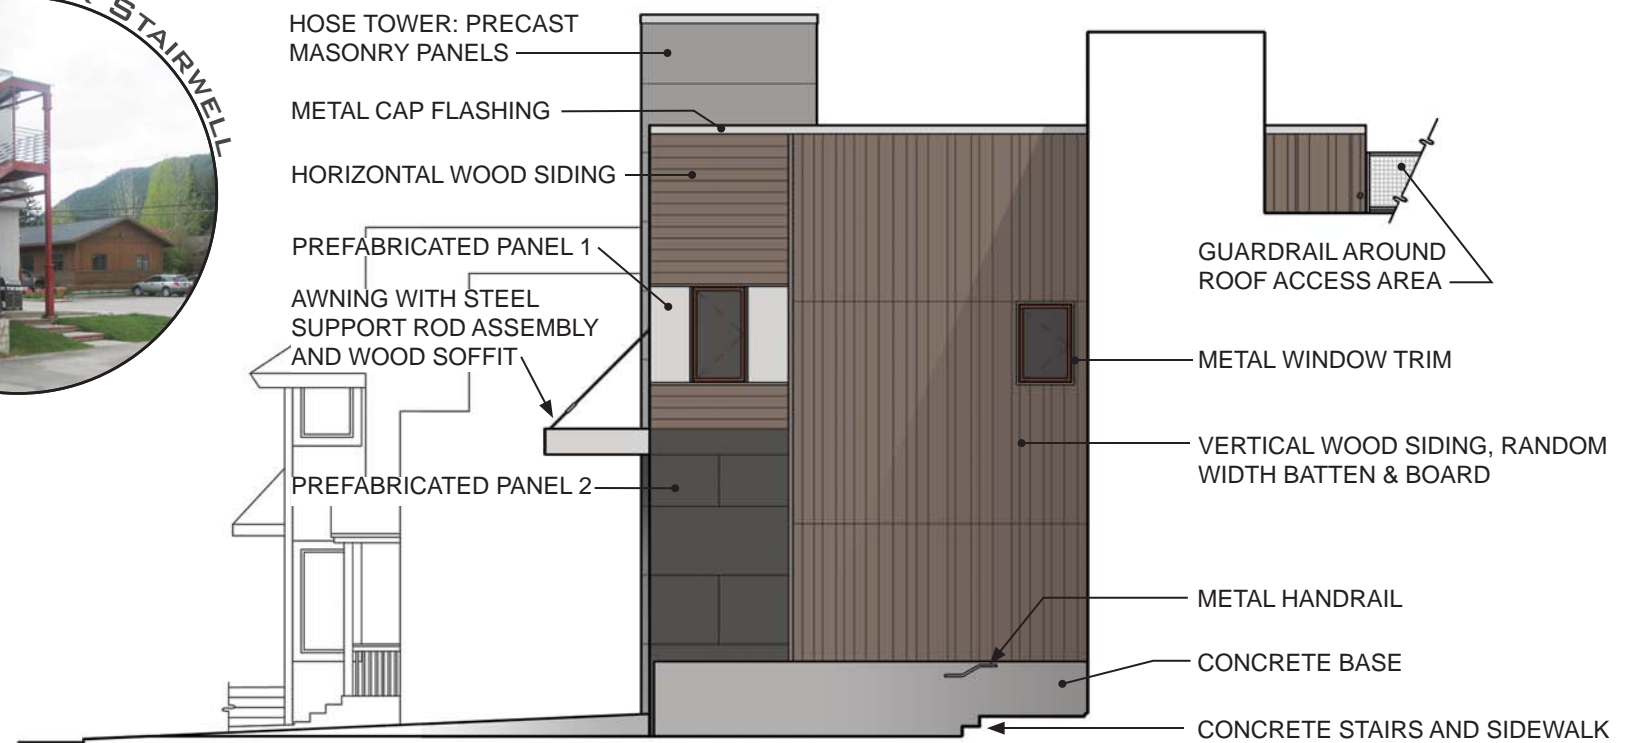 STAIRWELL
HOSE TOWER: PRECAST
MASONRY PANELS
METAL CAP FLASHING
HORIZONTAL WOOD SIDING
PREFABRICATED PANEL 1
AWNING WITH STEEL
SUPPORT ROD ASSEMBLY
AND WOOD SOFFIT
PREFABRICATED PANEL 2
GUARDRAIL AROUND
ROOF ACCESS AREA
METAL WINDOW TRIM
VERTICAL WOOD SIDING, RANDOM
WIDTH BATTEN & BOARD
METAL HANDRAIL
CONCRETE BASE
CONCRETE STAIRS AND SIDEWALK